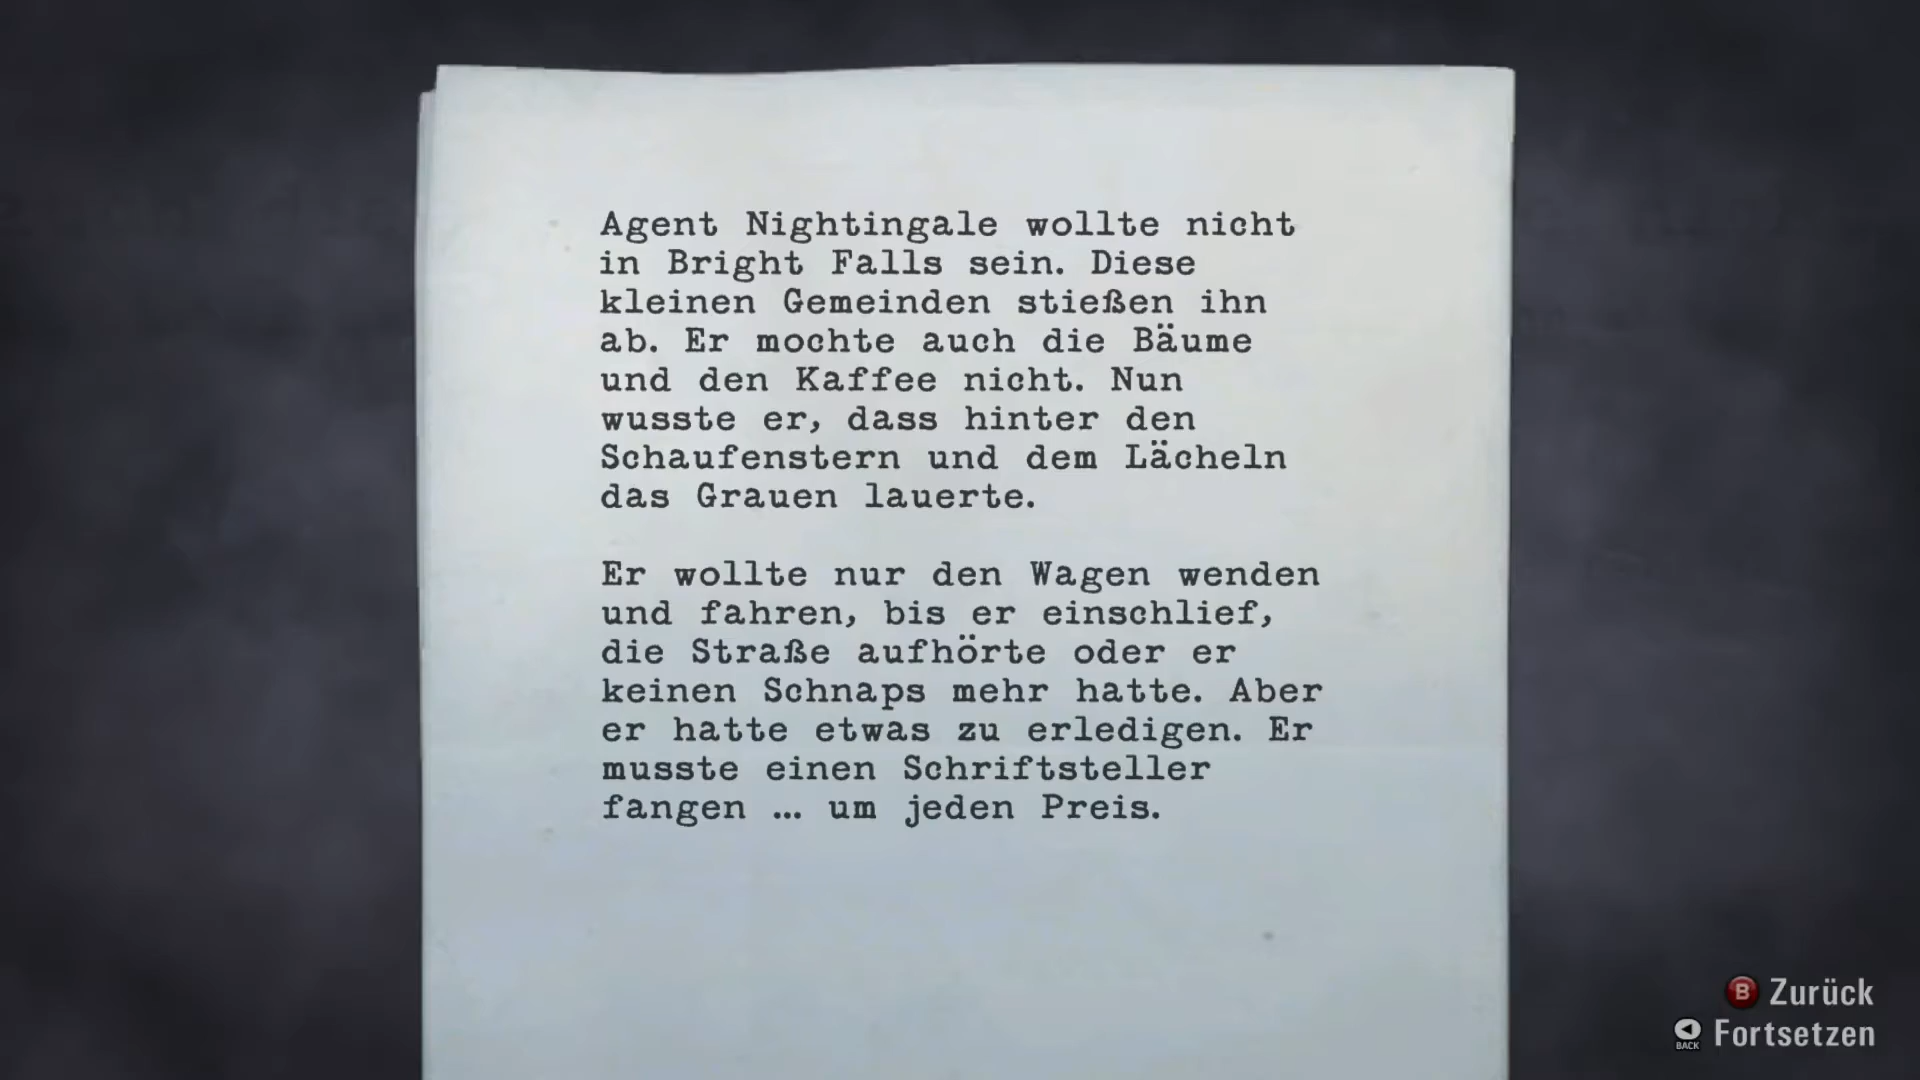 Agent Nightingale wollte nicht
in Bright Falls sein. Diese
kleinen Gemeinden stießen ihn
ab. Er mochte auch die Bäume
und den Kaffee nicht. Nun
wusste er, dass hinter den
Schaufenstern und dem Lächeln
das Grauen lauerte.
Er wollte nur den Wagen wenden
und fahren, bis er einschlief,
die Straße aufhörte oder er
keinen Schnaps mehr hatte. Aber
er hatte etwas zu erledigen. Er
musste einen Schriftsteller
fangen … um jeden Preis.
B Zurück
BACK Fortsetzen